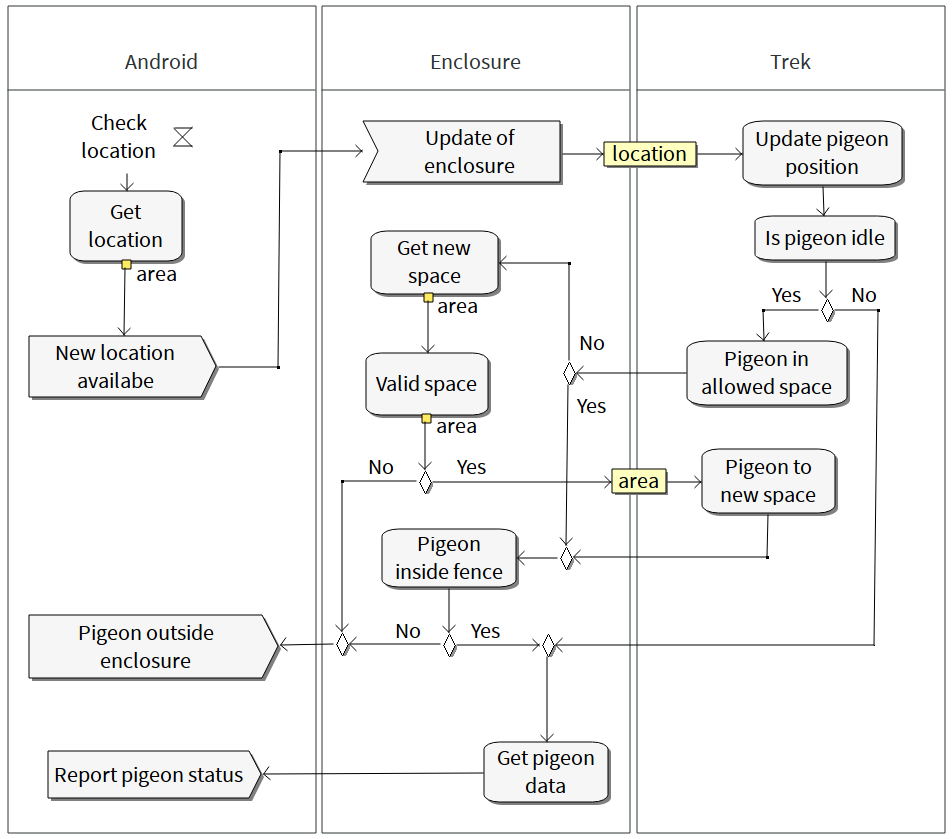 Android
Enclosure
Trek
Check
location
Get
location
area
New location
availabe
Update of
enclosure
location
Update pigeon
position
Is pigeon idle
Yes
No
Get new
space
area
No
Yes
Pigeon in
allowed space
Valid space
area
No
Yes
area
Pigeon to
new space
Pigeon
inside fence
No
Yes
Pigeon outside
enclosure
Get pigeon
data
Report pigeon status